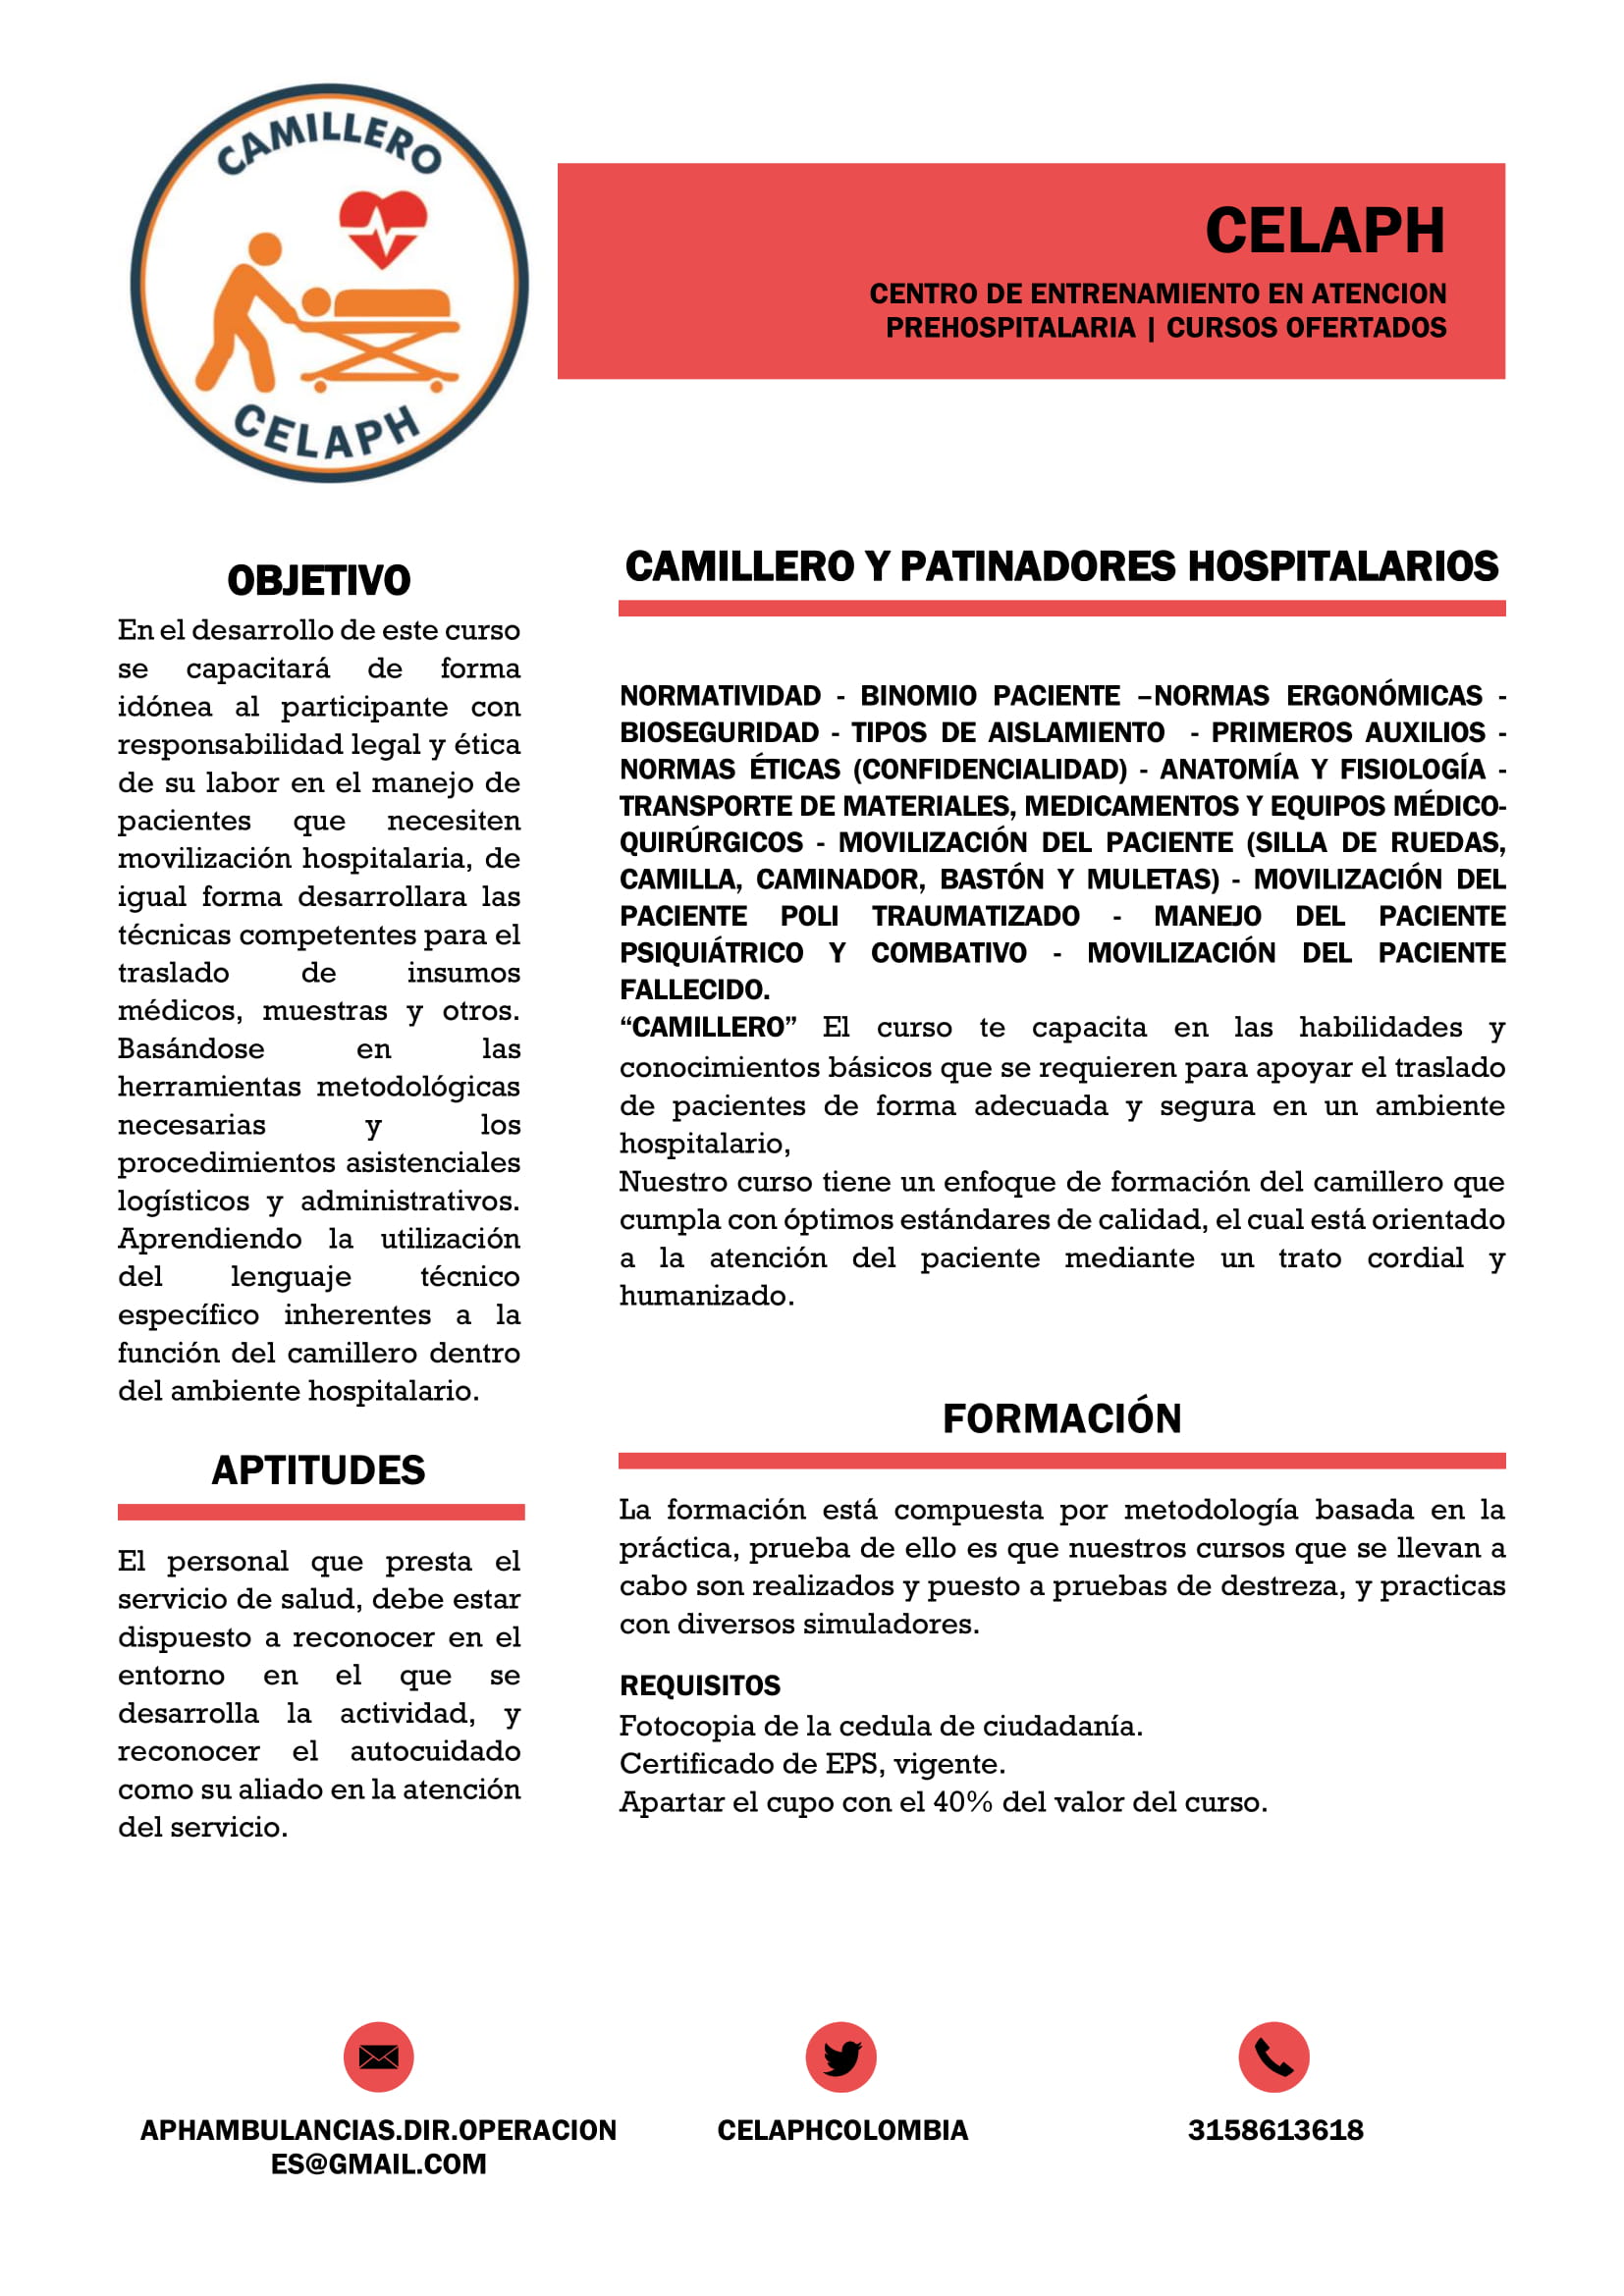 CAMILLERO
CELAPH
CELAPH
CENTRO DE ENTRENAMIENTO EN ATENCION
PREHOSPITALARIA | CURSOS OFERTADOS
OBJETIVO
En el desarrollo de este curso
se capacitará de forma
idónea al participante con
responsabilidad legal y ética
de su labor en el manejo de
pacientes que necesiten
movilización hospitalaria, de
igual forma desarrollara las
técnicas competentes para el
traslado de insumos
médicos, muestras y otros.
Basándose en las
herramientas metodológicas
necesarias y los
procedimientos asistenciales
logísticos y administrativos.
Aprendiendo la utilización
del lenguaje técnico
específico inherentes a la
función del camillero dentro
del ambiente hospitalario.
APTITUDES
El personal que presta el
servicio de salud, debe estar
dispuesto a reconocer en el
entorno en el que se
desarrolla la actividad, y
reconocer el autocuidado
como su aliado en la atención
del servicio.
CAMILLERO Y PATINADORES HOSPITALARIOS
NORMATIVIDAD - BINOMIO PACIENTE –NORMAS ERGONÓMICAS -
BIOSEGURIDAD - TIPOS DE AISLAMIENTO - PRIMEROS AUXILIOS -
NORMAS ÉTICAS (CONFIDENCIALIDAD) - ANATOMÍA Y FISIOLOGÍA -
TRANSPORTE DE MATERIALES, MEDICAMENTOS Y EQUIPOS MÉDICO-
QUIRÚRGICOS - MOVILIZACIÓN DEL PACIENTE (SILLA DE RUEDAS,
CAMILLA, CAMINADOR, BASTÓN Y MULETAS) - MOVILIZACIÓN DEL
PACIENTE POLI TRAUMATIZADO - MANEJO DEL PACIENTE
PSIQUIÁTRICO Y COMBATIVO - MOVILIZACIÓN DEL PACIENTE
FALLECIDO.
“CAMILLERO” El curso te capacita en las habilidades y
conocimientos básicos que se requieren para apoyar el traslado
de pacientes de forma adecuada y segura en un ambiente
hospitalario,
Nuestro curso tiene un enfoque de formación del camillero que
cumpla con óptimos estándares de calidad, el cual está orientado
a la atención del paciente mediante un trato cordial y
humanizado.
FORMACIÓN
La formación está compuesta por metodología basada en la
práctica, prueba de ello es que nuestros cursos que se llevan a
cabo son realizados y puesto a pruebas de destreza, y practicas
con diversos simuladores.
REQUISITOS
Fotocopia de la cedula de ciudadanía.
Certificado de EPS, vigente.
Apartar el cupo con el 40% del valor del curso.
APHAMBULANCIAS.DIR.OPERACION
ES@GMAIL.COM
CELAPHCOLOMBIA
3158613618